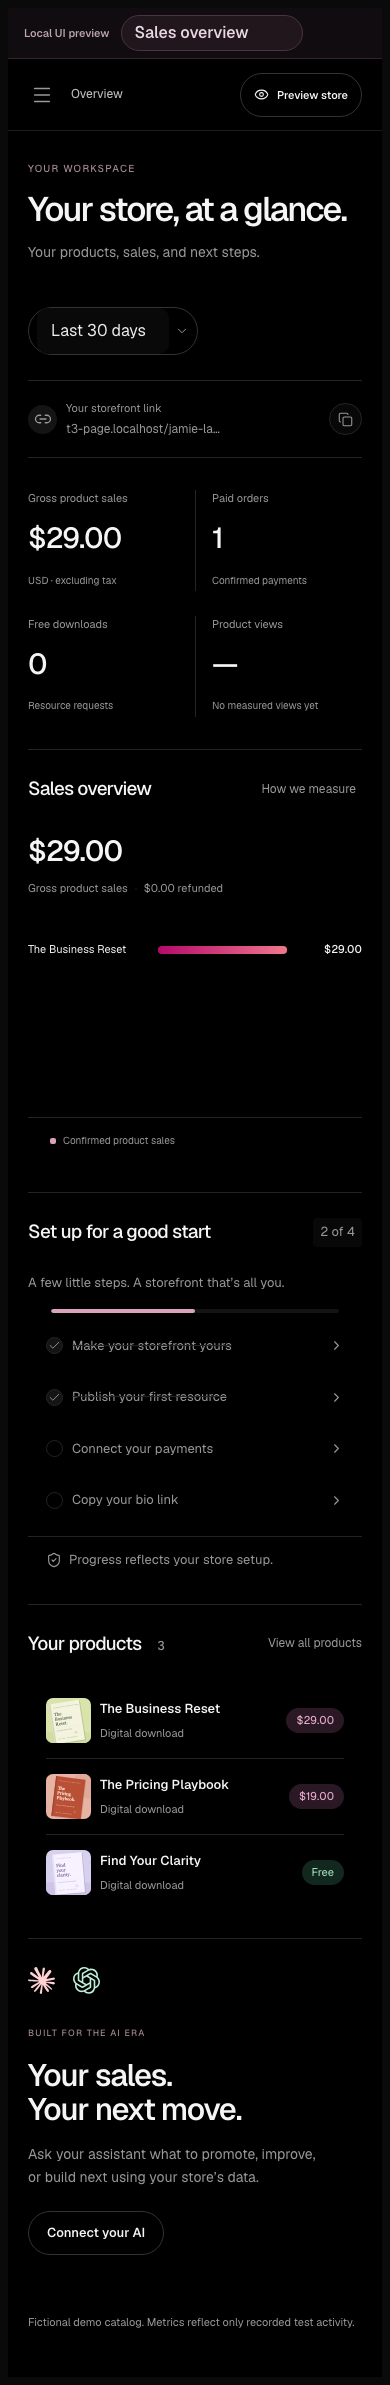 Local UI preview
Sales overview
Overview
Preview store
YOUR WORKSPACE
Your store, at a glance.
Your products, sales, and next steps.
Last 30 days
Your storefront link
t3-page.localhost/jamie-la…
Gross product sales
Paid orders
$29.00
1
USD · excluding tax
Confirmed payments
Free downloads
Product views
0
—
Resource requests
No measured views yet
Sales overview
How we measure
$29.00
Gross product sales · $0.00 refunded
The Business Reset
$29.00
Confirmed product sales
Set up for a good start
2 of 4
A few little steps. A storefront that's all you.
Make your storefront yours
Publish your first resource
Connect your payments
Copy your bio link
Progress reflects your store setup.
Your products 3
View all products
The Business Reset.
The Business Reset
Digital download
$29.00
The Pricing Playbook.
The Pricing Playbook
Digital download
$19.00
Find your clarity.
Find Your Clarity
Digital download
Free
BUILT FOR THE AI ERA
Your sales.
Your next move.
Ask your assistant what to promote, improve,
or build next using your store's data.
Connect your AI
Fictional demo catalog. Metrics reflect only recorded test activity.